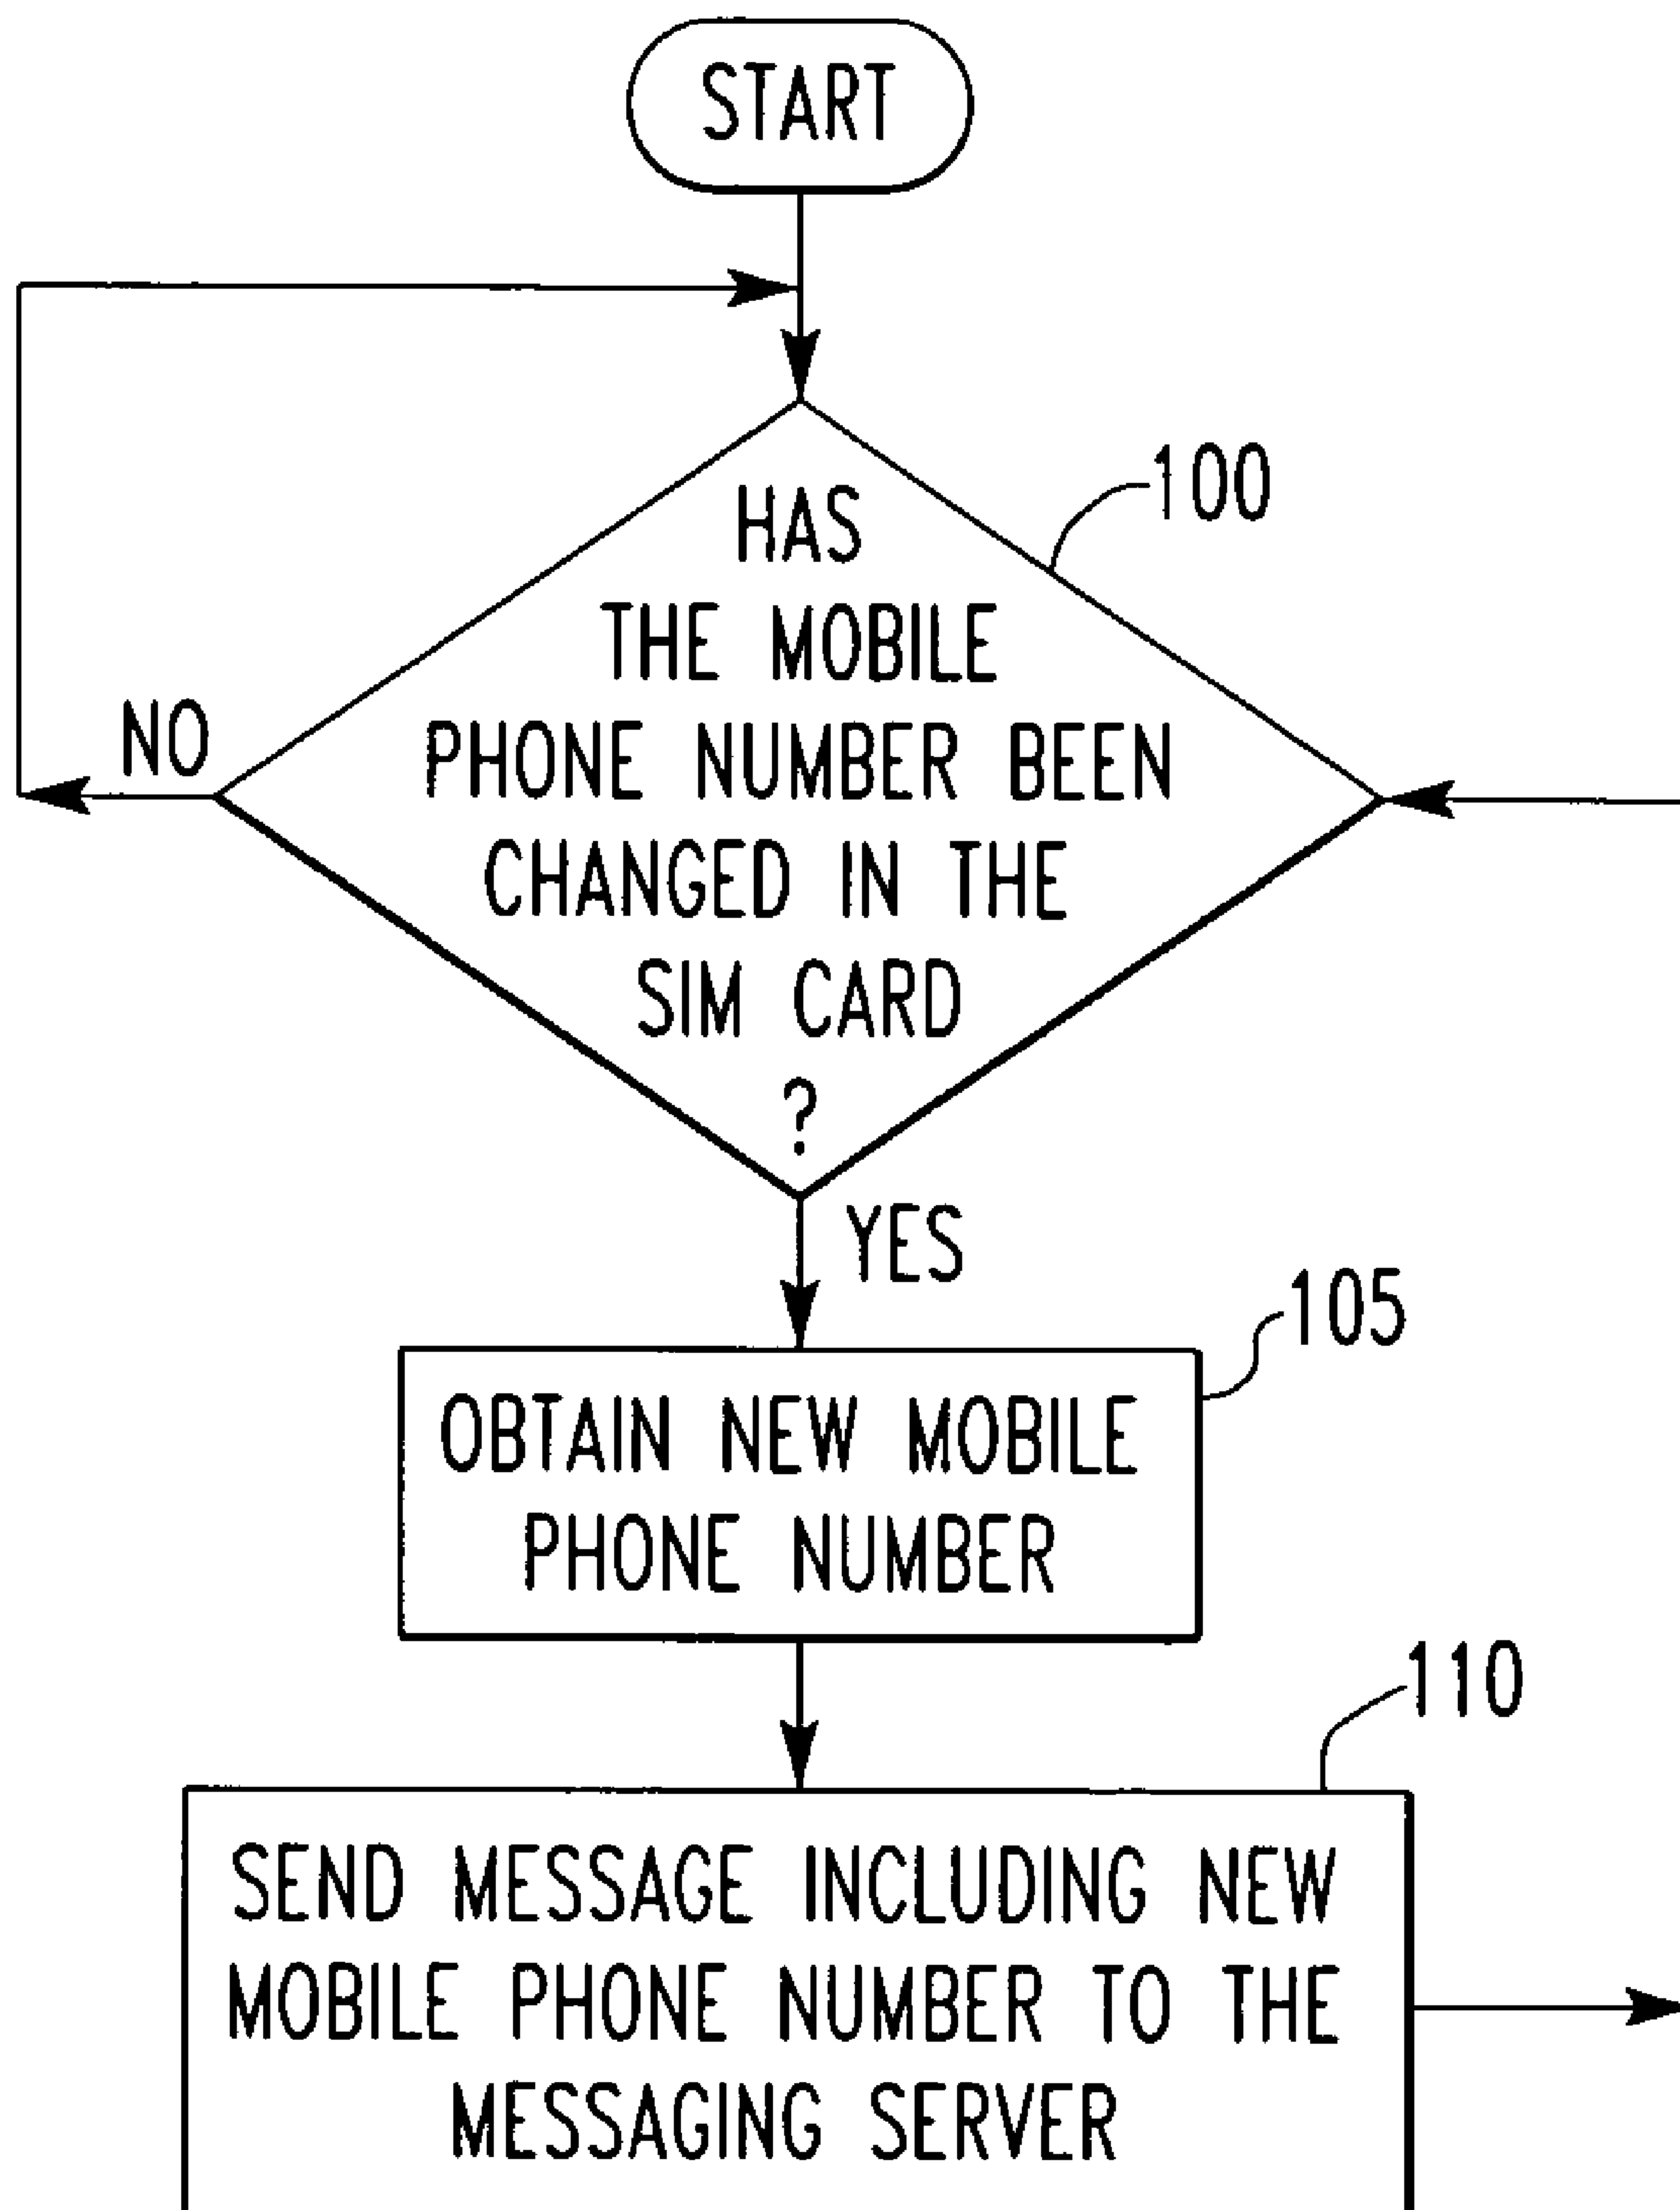 START
100
HAS
THE MOBILE
PHONE NUMBER BEEN
CHANGED IN THE
SIM CARD
?
NO
YES
105
OBTAIN NEW MOBILE
PHONE NUMBER
110
SEND MESSAGE INCLUDING NEW
MOBILE PHONE NUMBER TO THE
MESSAGING SERVER